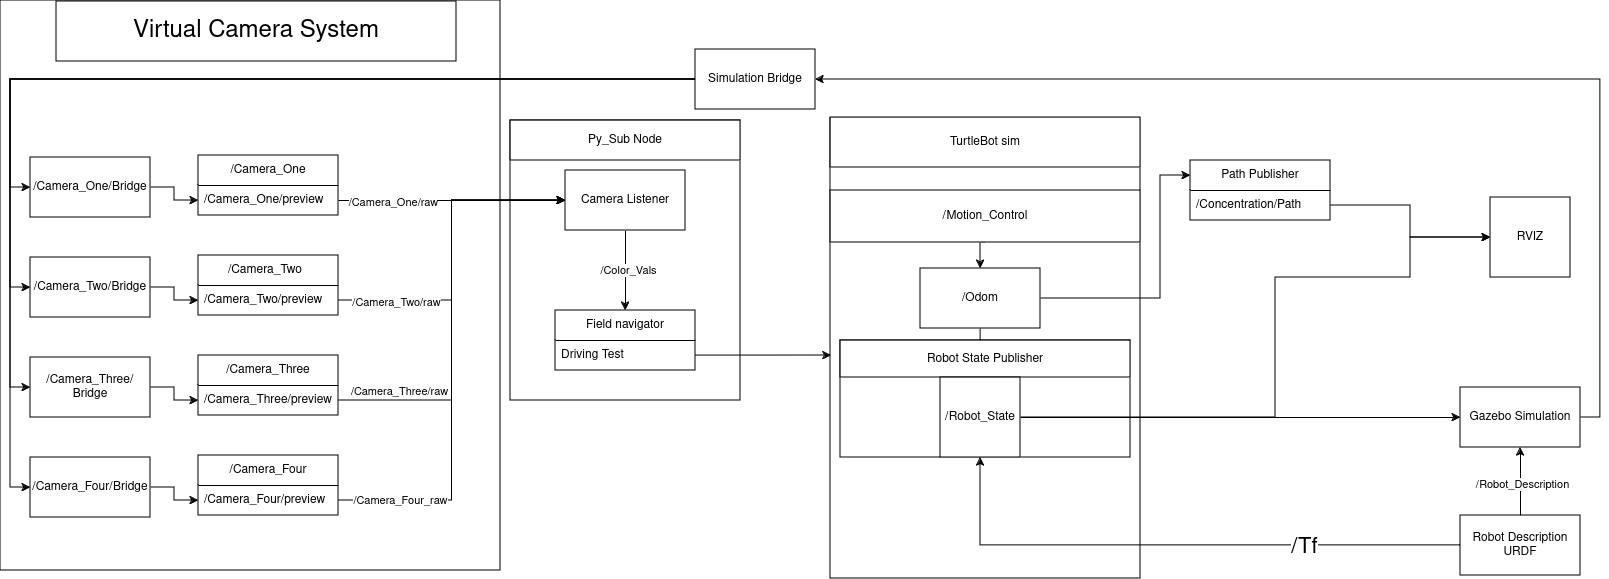 Virtual Camera System
Simulation Bridge
/Camera_One/Bridge
/Camera_One
/Camera_One/preview
/Camera_One/raw
/Camera_Two/Bridge
/Camera_Two
/Camera_Two/preview
/Camera_Two/raw
/Camera_Three/
Bridge
/Camera_Three
/Camera_Three/preview
/Camera_Three/raw
/Camera_Four/Bridge
/Camera_Four
/Camera_Four/preview
/Camera_Four_raw
Py_Sub Node
Camera Listener
/Color_Vals
Field navigator
Driving Test
TurtleBot sim
/Motion_Control
/Odom
Robot State Publisher
/Robot_State
Path Publisher
/Concentration/Path
RVIZ
Gazebo Simulation
/Robot_Description
Robot Description
URDF
/Tf